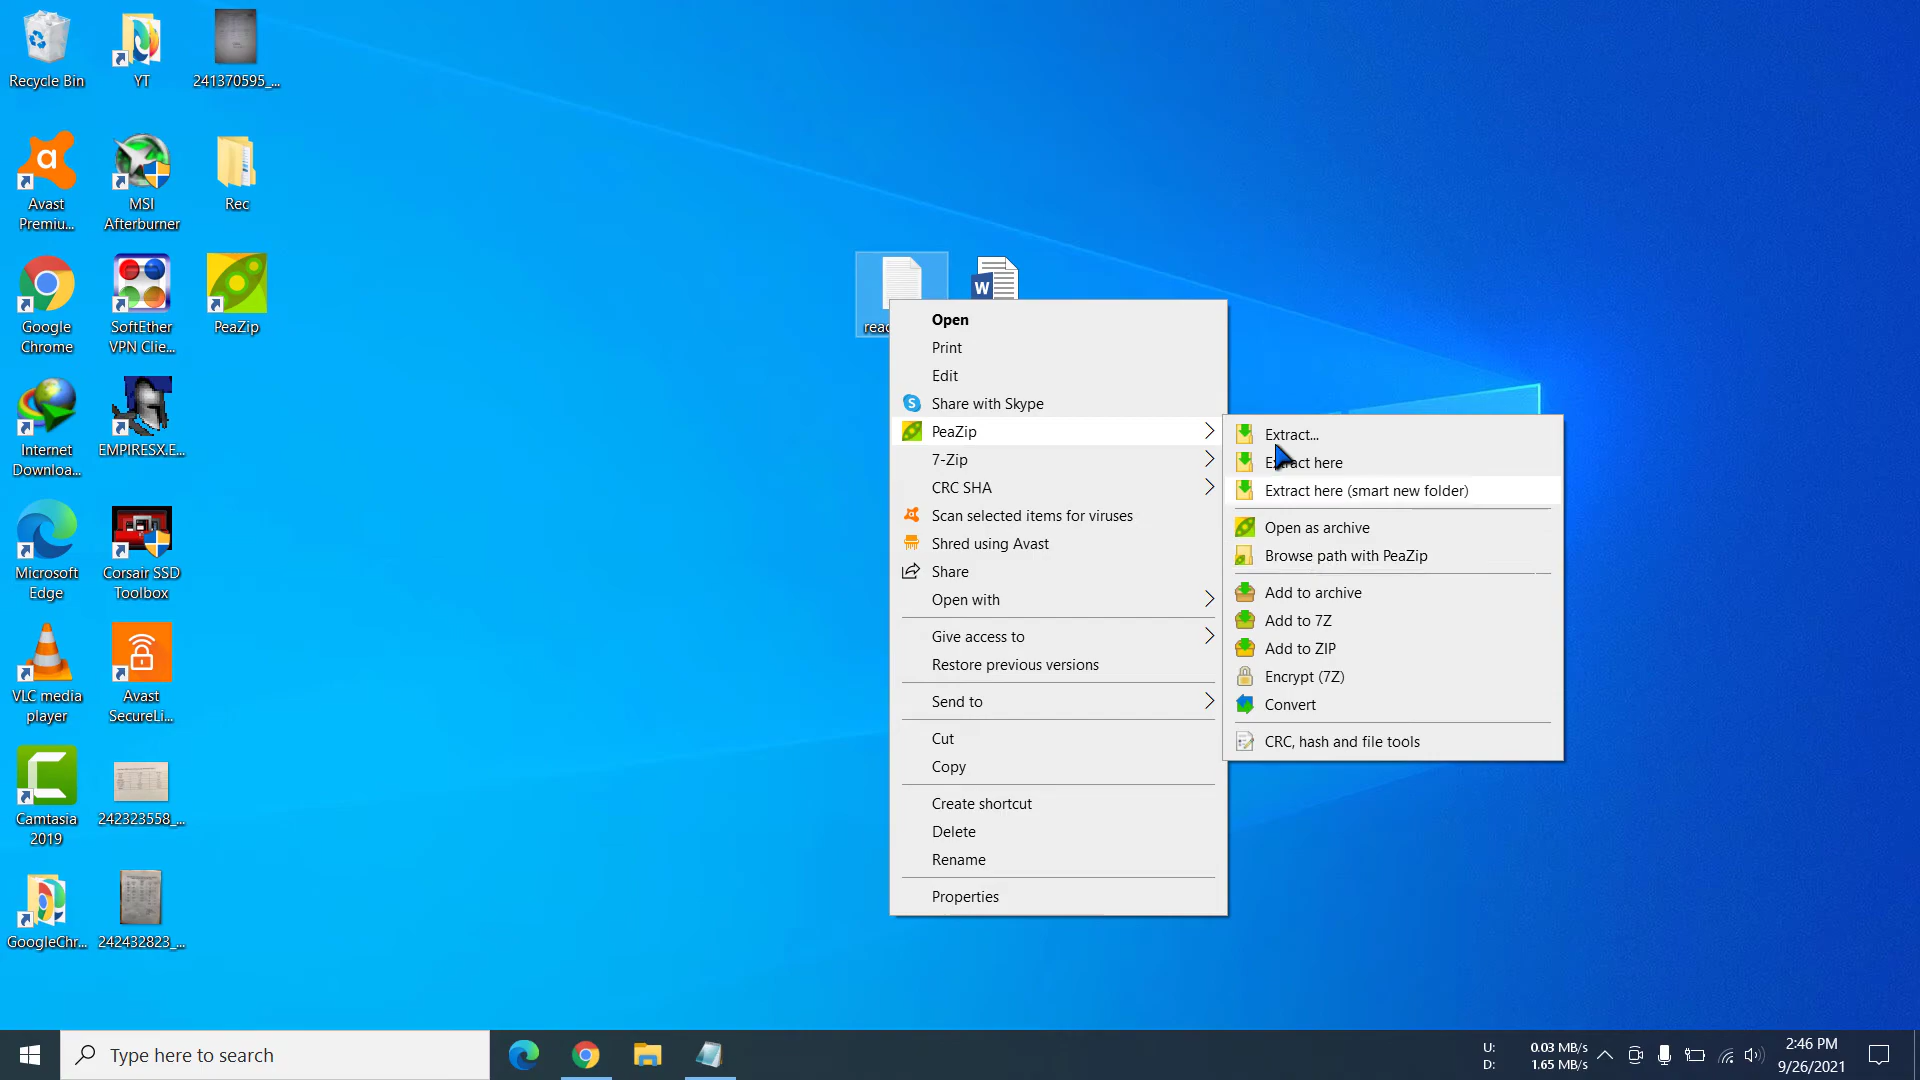 Recycle Bin
YT
241370595_...
Avast
Premiu...
MSI
Afterburner
Rec
Google
Chrome
SoftEther
VPN Clie...
PeaZip
Internet
Downloa...
EMPIRESX.E...
Microsoft
Edge
Corsair SSD
Toolbox
VLC media
player
Avast
SecureLi...
Camtasia
2019
242323558_...
GoogleChr...
242432823_...
W
Open
Print
Edit
Share with Skype
PeaZip
7-Zip
CRC SHA
Scan selected items for viruses
Shred using Avast
Share
Open with
Give access to
Restore previous versions
Send to
Cut
Copy
Create shortcut
Delete
Rename
Properties
Extract...
Extract here
Extract here (smart new folder)
Open as archive
Browse path with PeaZip
Add to archive
Add to 7Z
Add to ZIP
Encrypt (7Z)
Convert
CRC, hash and file tools
Type here to search
U: 0.03 MB/s
D: 1.65 MB/s
2:46 PM
9/26/2021